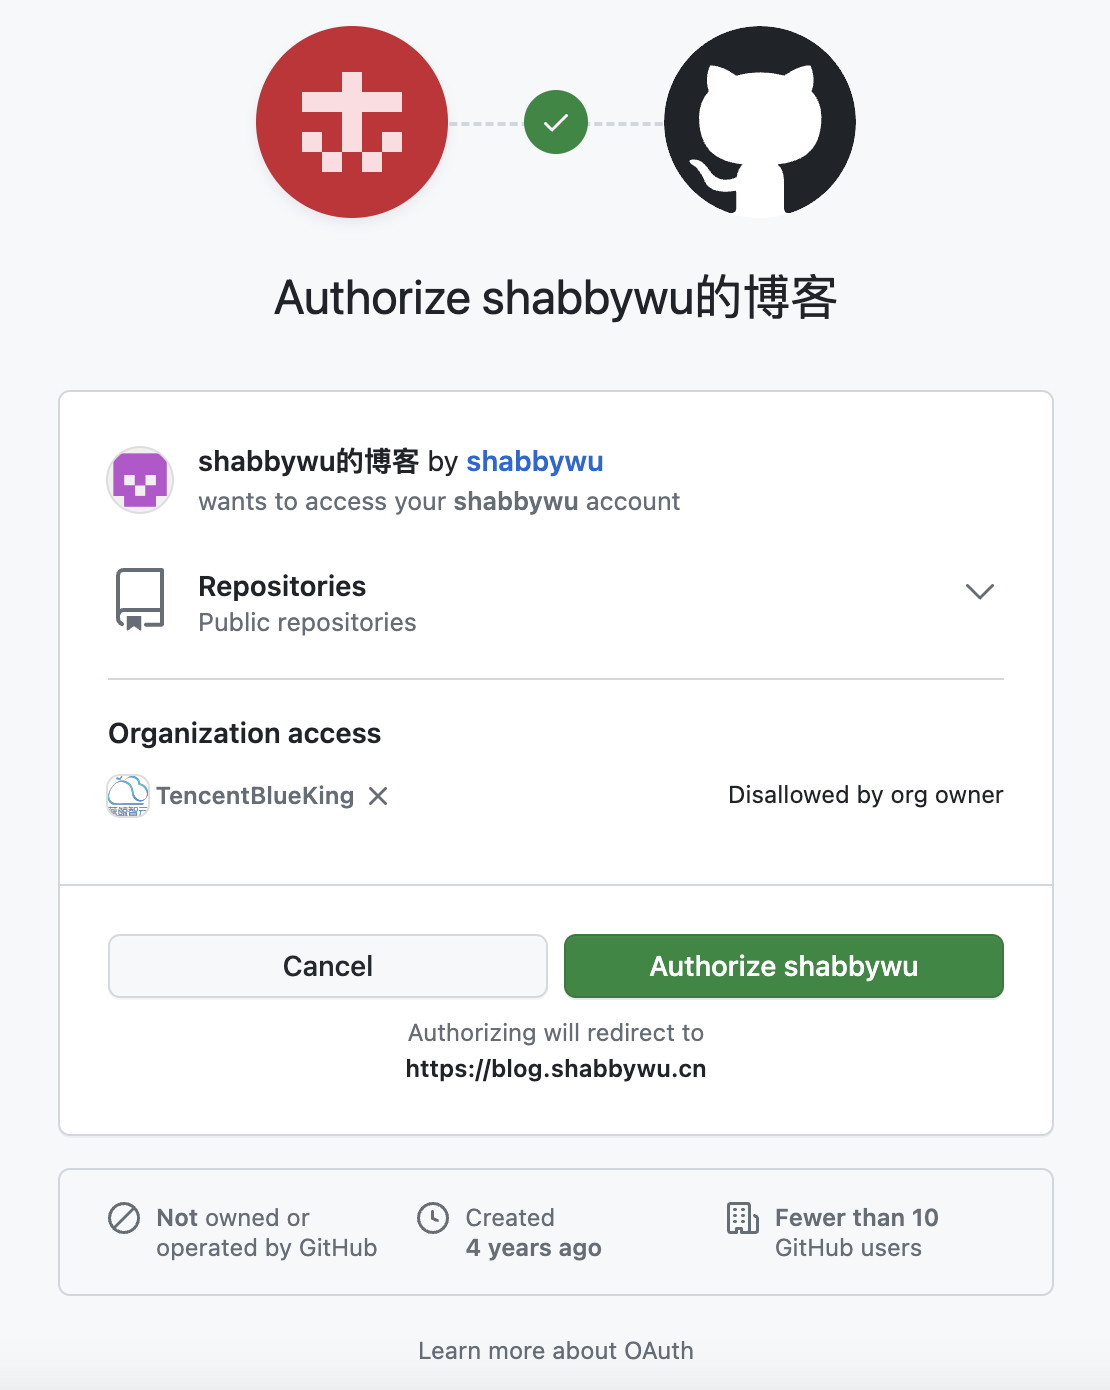 Authorize shabbywu的博客
shabbywu的博客 by shabbywu
wants to access your shabbywu account
Repositories
Public repositories
Organization access
TencentBlueKing
Disallowed by org owner
Cancel
Authorize shabbywu
Authorizing will redirect to
https://blog.shabbywu.cn
Not owned or
operated by GitHub
Created
4 years ago
Fewer than 10
GitHub users
Learn more about OAuth